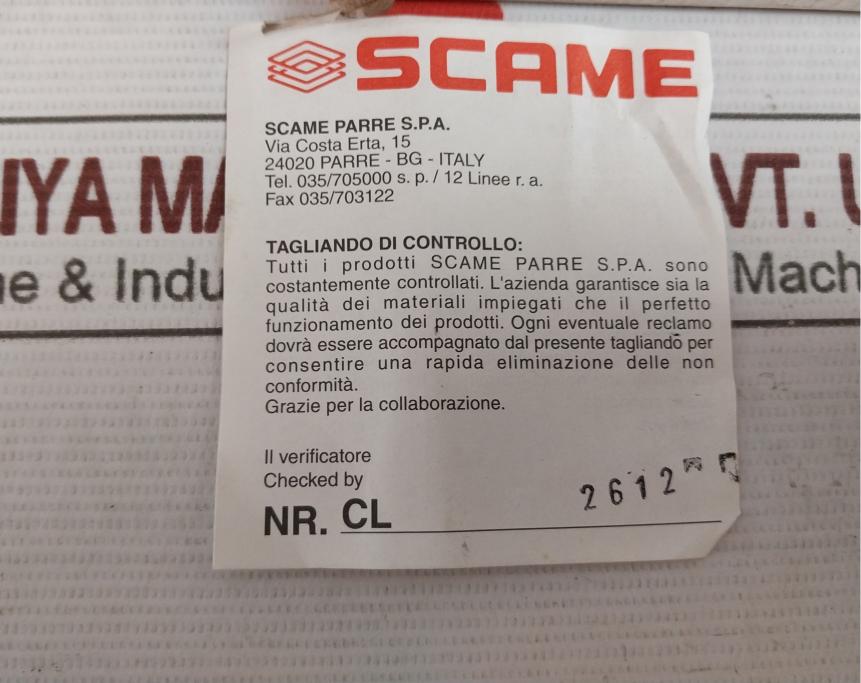 SCAME
SCAME PARRE S.P.A.
Via Costa Erta, 15
24020 PARRE - BG - ITALY
Tel. 035/705000 s. p. / 12 Linee r. a.
Fax 035/703122
IYA MA
VT. U
e & Indu
Mach
TAGLIANDO DI CONTROLLO:
Tutti i prodotti SCAME PARRE S.P.A. sono
costantemente controllati. L'azienda garantisce sia la
qualità dei materiali impiegati che il perfetto
funzionamento dei prodotti. Ogni eventuale reclamo
dovrà essere accompagnato dal presente tagliando per
consentire una rapida eliminazione delle non
conformità.
Grazie per la collaborazione.
Il verificatore
Checked by
NR. CL
2612